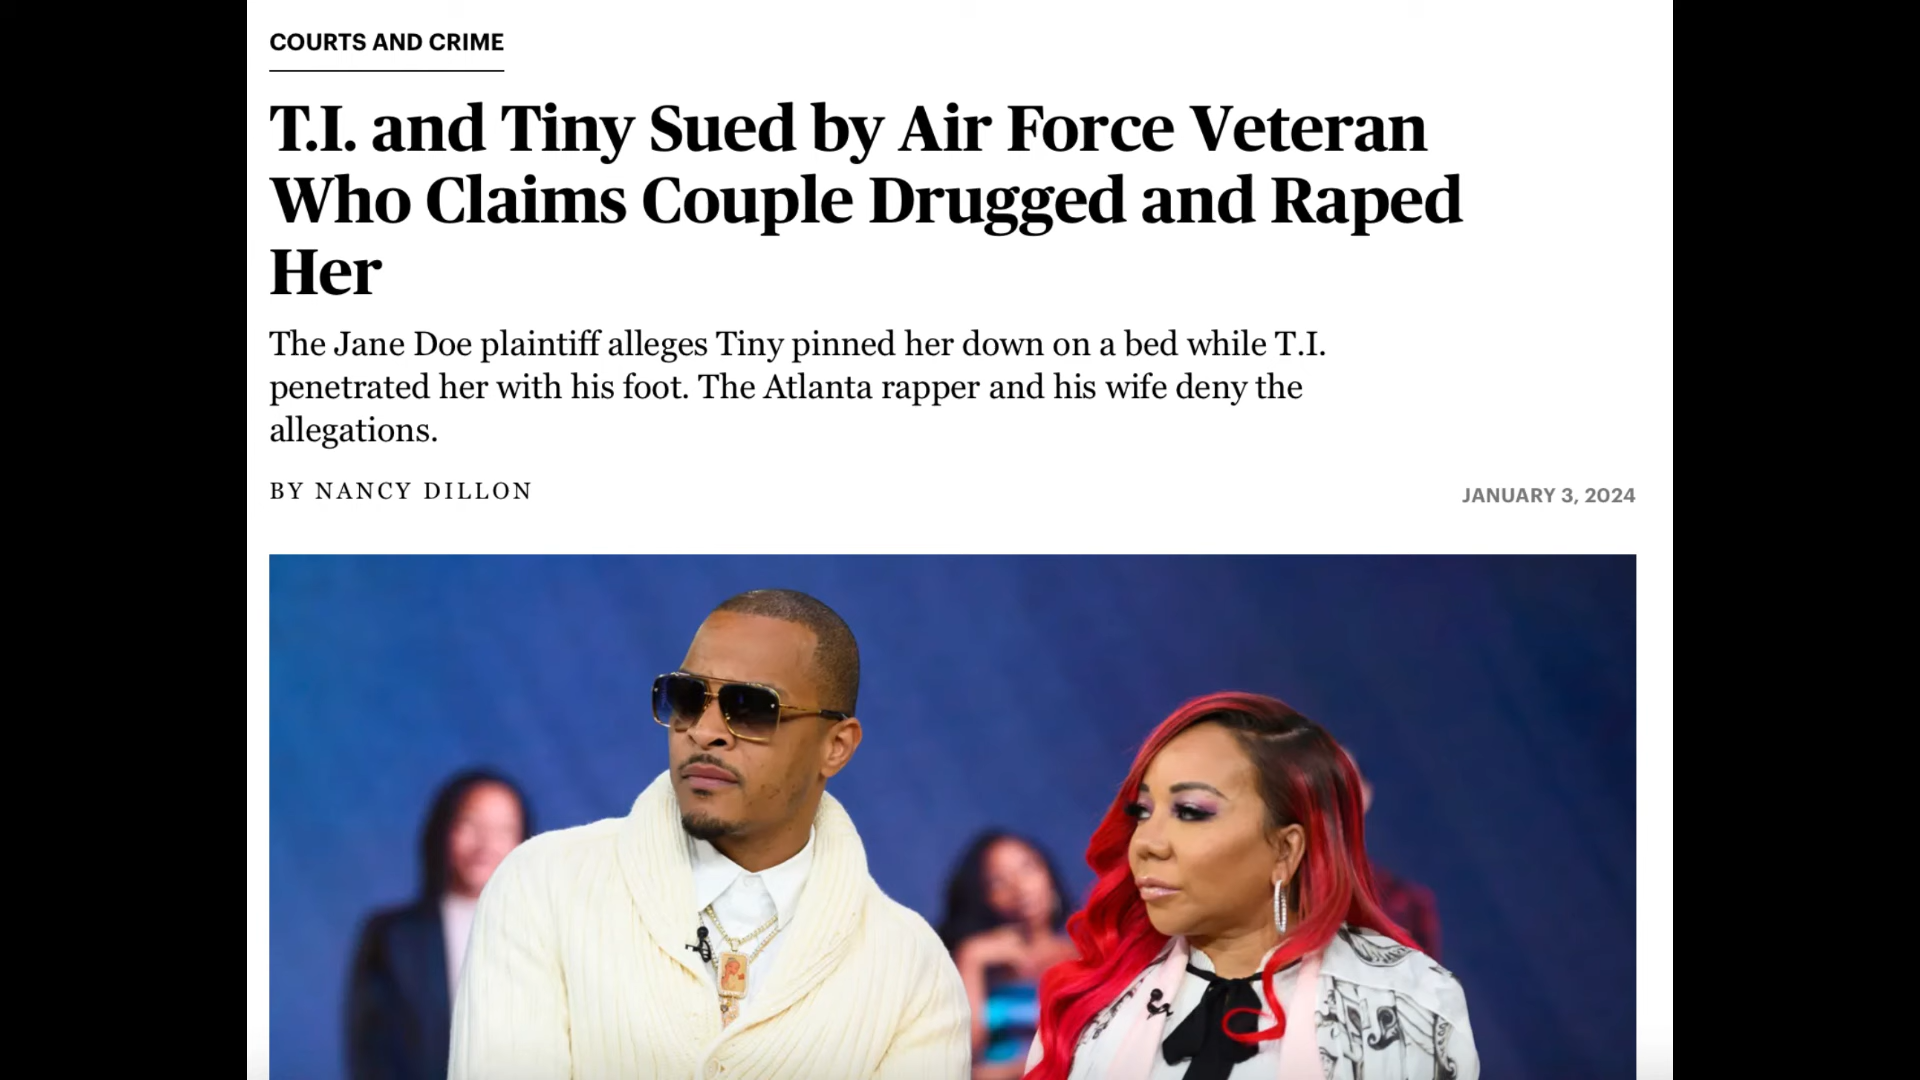 COURTS AND CRIME
T.I. and Tiny Sued by Air Force Veteran
Who Claims Couple Drugged and Raped
Her
The Jane Doe plaintiff alleges Tiny pinned her down on a bed while T.I.
penetrated her with his foot. The Atlanta rapper and his wife deny the
allegations.
BY NANCY DILLON
JANUARY 3, 2024